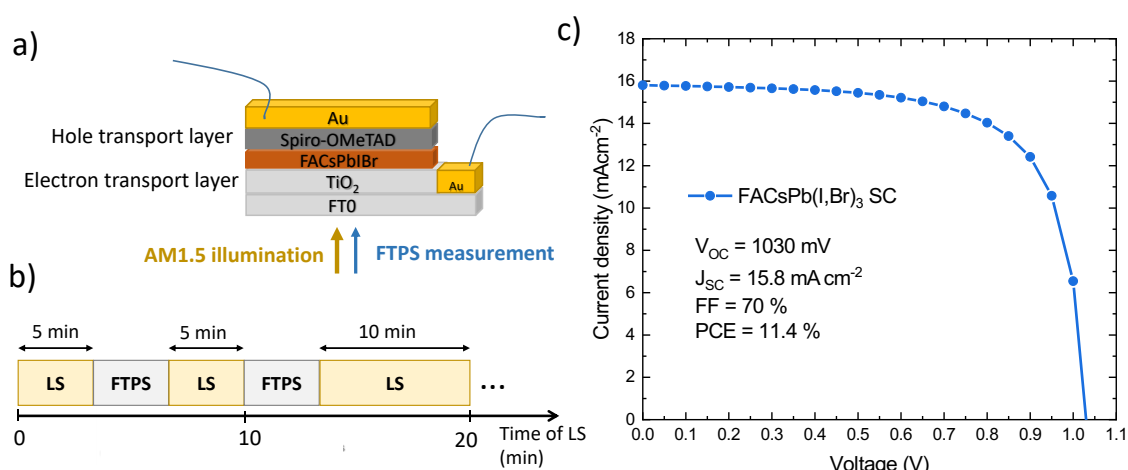 a)
Au
Hole transport layer
Spiro-OMeTAD
FACsPbIBr
Electron transport layer
TiO₂
Au
FT0
AM1.5 illumination
FTPS measurement
b)
5 min
5 min
10 min
LS
FTPS
LS
FTPS
LS
...
0
10
20
Time of LS
(min)
c)
18
16
14
12
10
8
6
4
2
0
Current density (mAcm⁻²)
FACsPb(I,Br)₃ SC
V_OC = 1030 mV
J_SC = 15.8 mA cm⁻²
FF = 70 %
PCE = 11.4 %
0.0 0.1 0.2 0.3 0.4 0.5 0.6 0.7 0.8 0.9 1.0 1.1
Voltage (V)